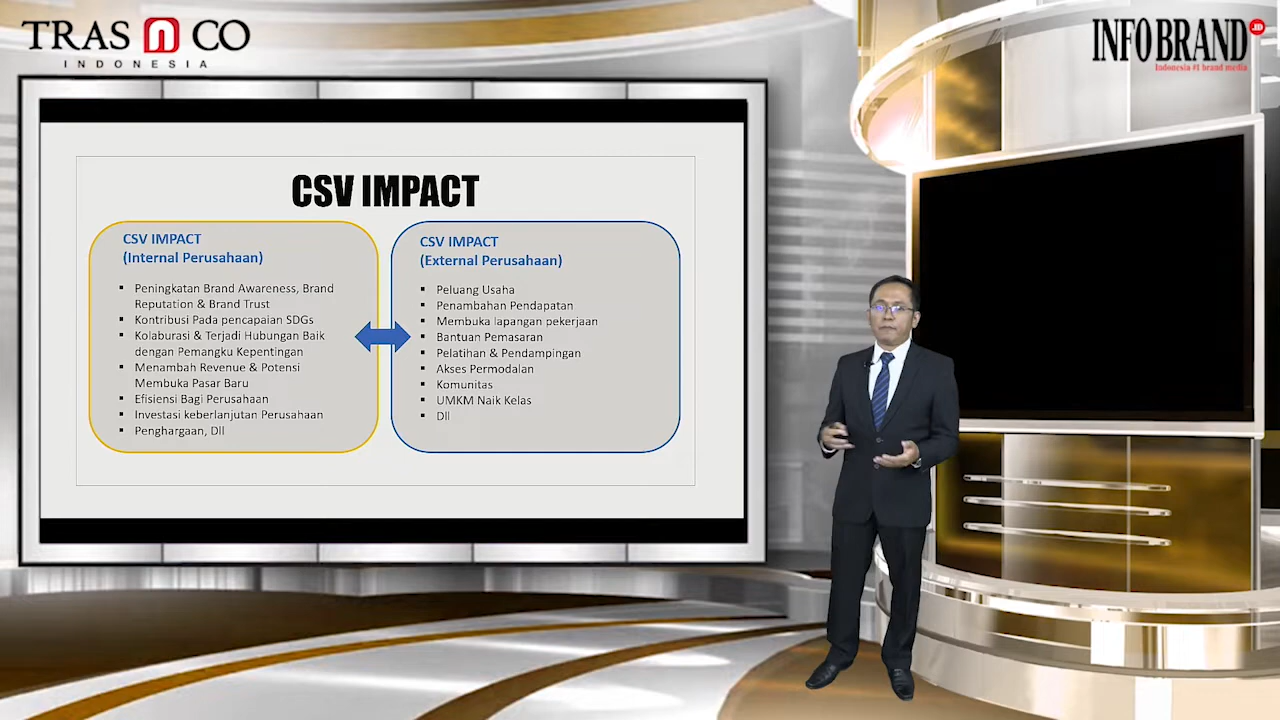 TRAS n CO
INDONESIA
INFOBRAND.ID
Indonesia #1 brand media
CSV IMPACT
CSV IMPACT
(Internal Perusahaan)
Peningkatan Brand Awareness, Brand
Reputation & Brand Trust
Kontribusi Pada pencapaian SDGs
Kolaburasi & Terjadi Hubungan Baik
dengan Pemangku Kepentingan
Menambah Revenue & Potensi
Membuka Pasar Baru
Efisiensi Bagi Perusahaan
Investasi keberlanjutan Perusahaan
Penghargaan, Dll
CSV IMPACT
(External Perusahaan)
Peluang Usaha
Penambahan Pendapatan
Membuka lapangan pekerjaan
Bantuan Pemasaran
Pelatihan & Pendampingan
Akses Permodalan
Komunitas
UMKM Naik Kelas
Dll